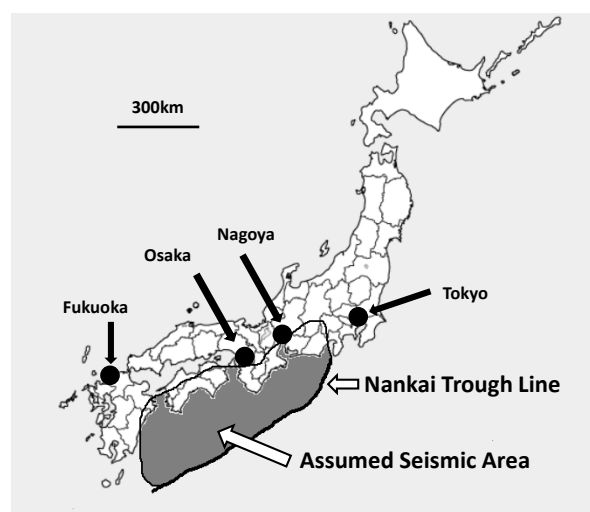 300km
Nagoya
Osaka
Tokyo
Fukuoka
Nankai Trough Line
Assumed Seismic Area